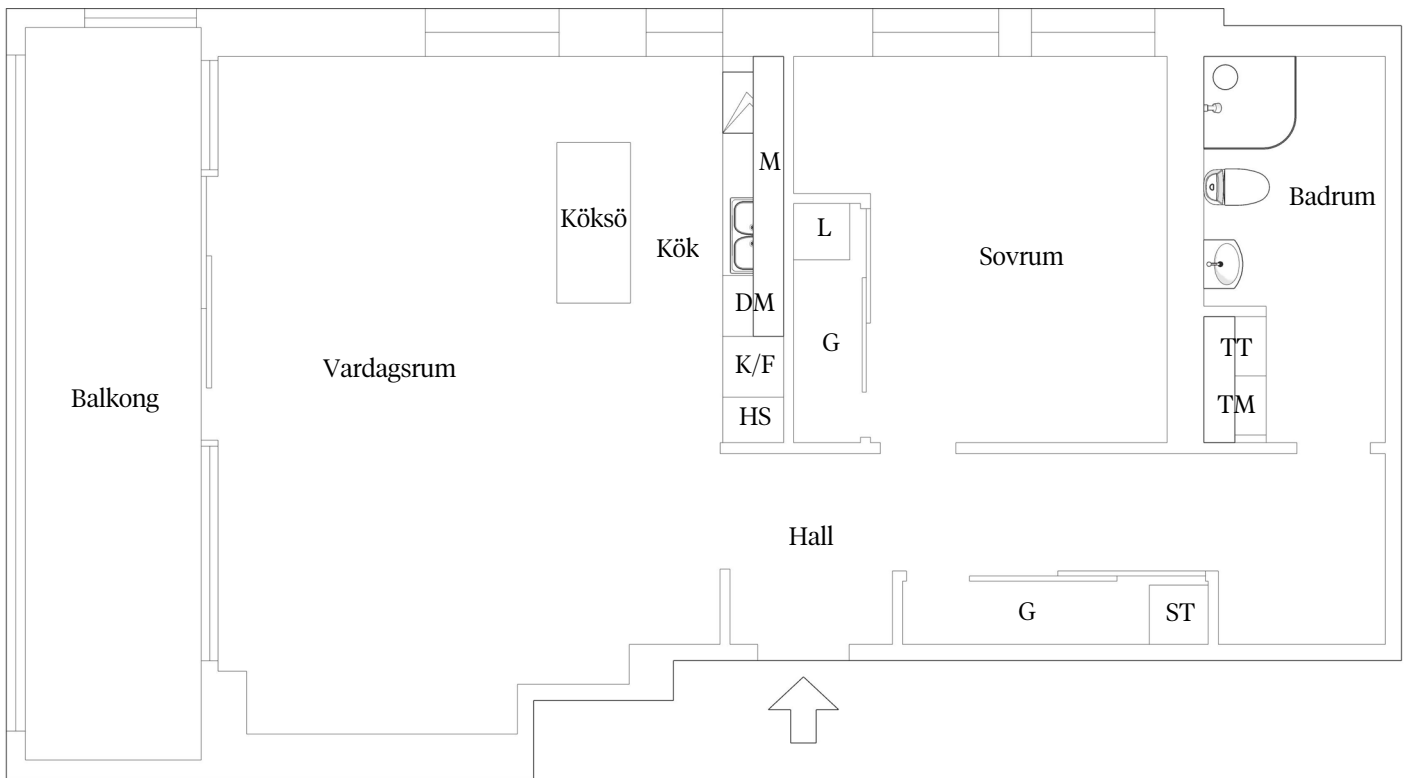 M
Badrum
Köksö
L
Kök
Sovrum
DM
G
TT
K/F
Vardagsrum
Balkong
TM
HS
Hall
G
ST